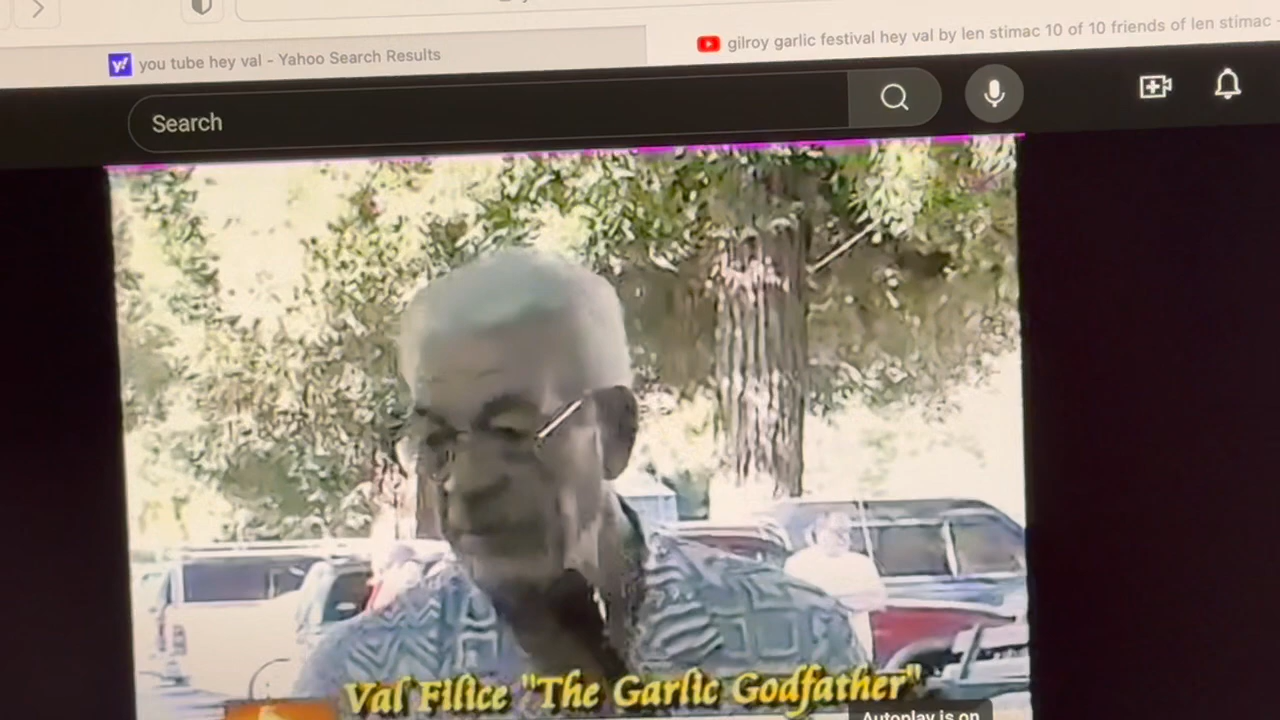 you tube hey val - Yahoo Search Results
gilroy garlic festival hey val by len stimac 10 of 10 friends of len stimac -
Search
Val Filice "The Garlic Godfather"
Autoplay is on